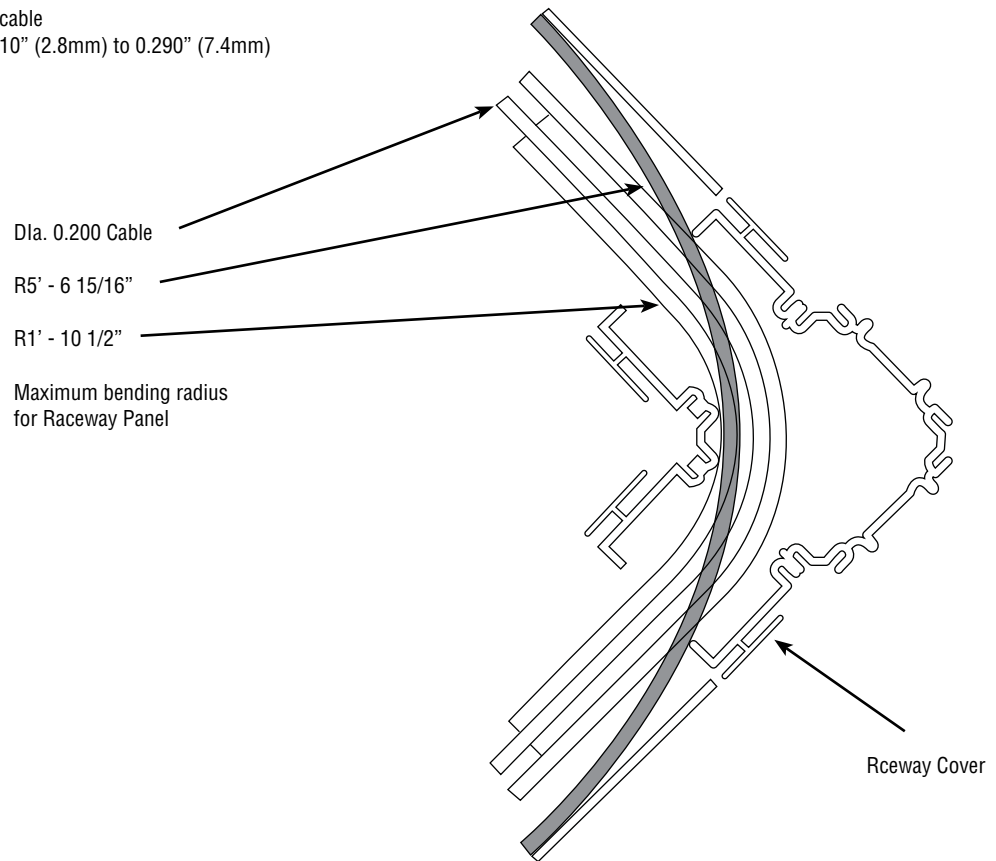 cable
10” (2.8mm) to 0.290” (7.4mm)
DIa. 0.200 Cable
R5’ - 6 15/16”
R1’ - 10 1/2”
Maximum bending radius
for Raceway Panel
Rceway Cover